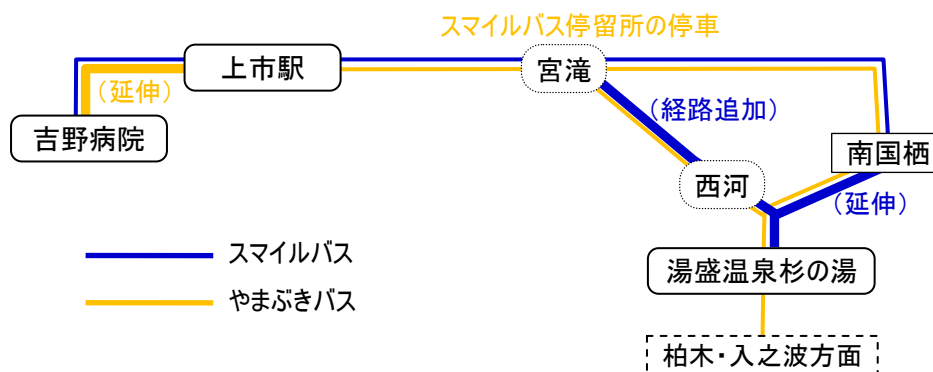 スマイルバス停留所の停車
上市駅
宮滝
（延伸）
（経路追加）
吉野病院
南国栖
西河
（延伸）
スマイルバス
湯盛温泉杉の湯
やまぶきバス
柏木・入之波方面